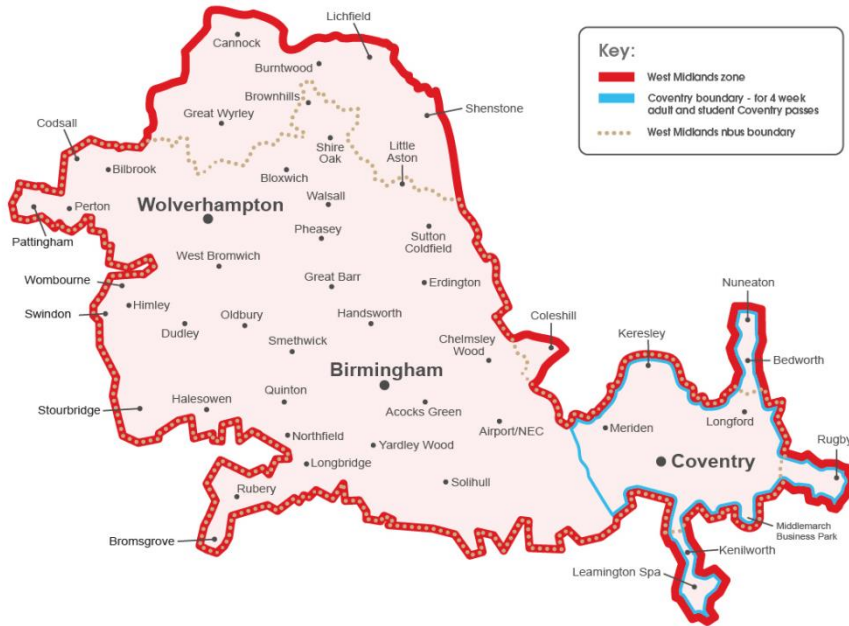 Cannock
Lichfield
Burntwood
Brownhills
Great Wyrley
Shenstone
Codsall
Shire
Oak
Little
Aston
Bilbrook
Bloxwich
Walsall
Perton
Wolverhampton
Pattingham
Pheasey
Sutton
Coldfield
West Bromwich
Wombourne
Great Barr
Erdington
Himley
Swindon
Oldbury
Handsworth
Dudley
Smethwick
Chelmsley
Wood
Coleshill
Birmingham
Quinton
Halesowen
Stourbridge
Acocks Green
Airport/NEC
Northfield
Yardley Wood
Longbridge
Solihull
Rubery
Bromsgrove
Nuneaton
Keresley
Bedworth
Longford
Meriden
Rugby
Coventry
Middlemarch
Business Park
Kenilworth
Leamington Spa
Key:
West Midlands zone
Coventry boundary - for 4 week
adult and student Coventry passes
West Midlands nbus boundary